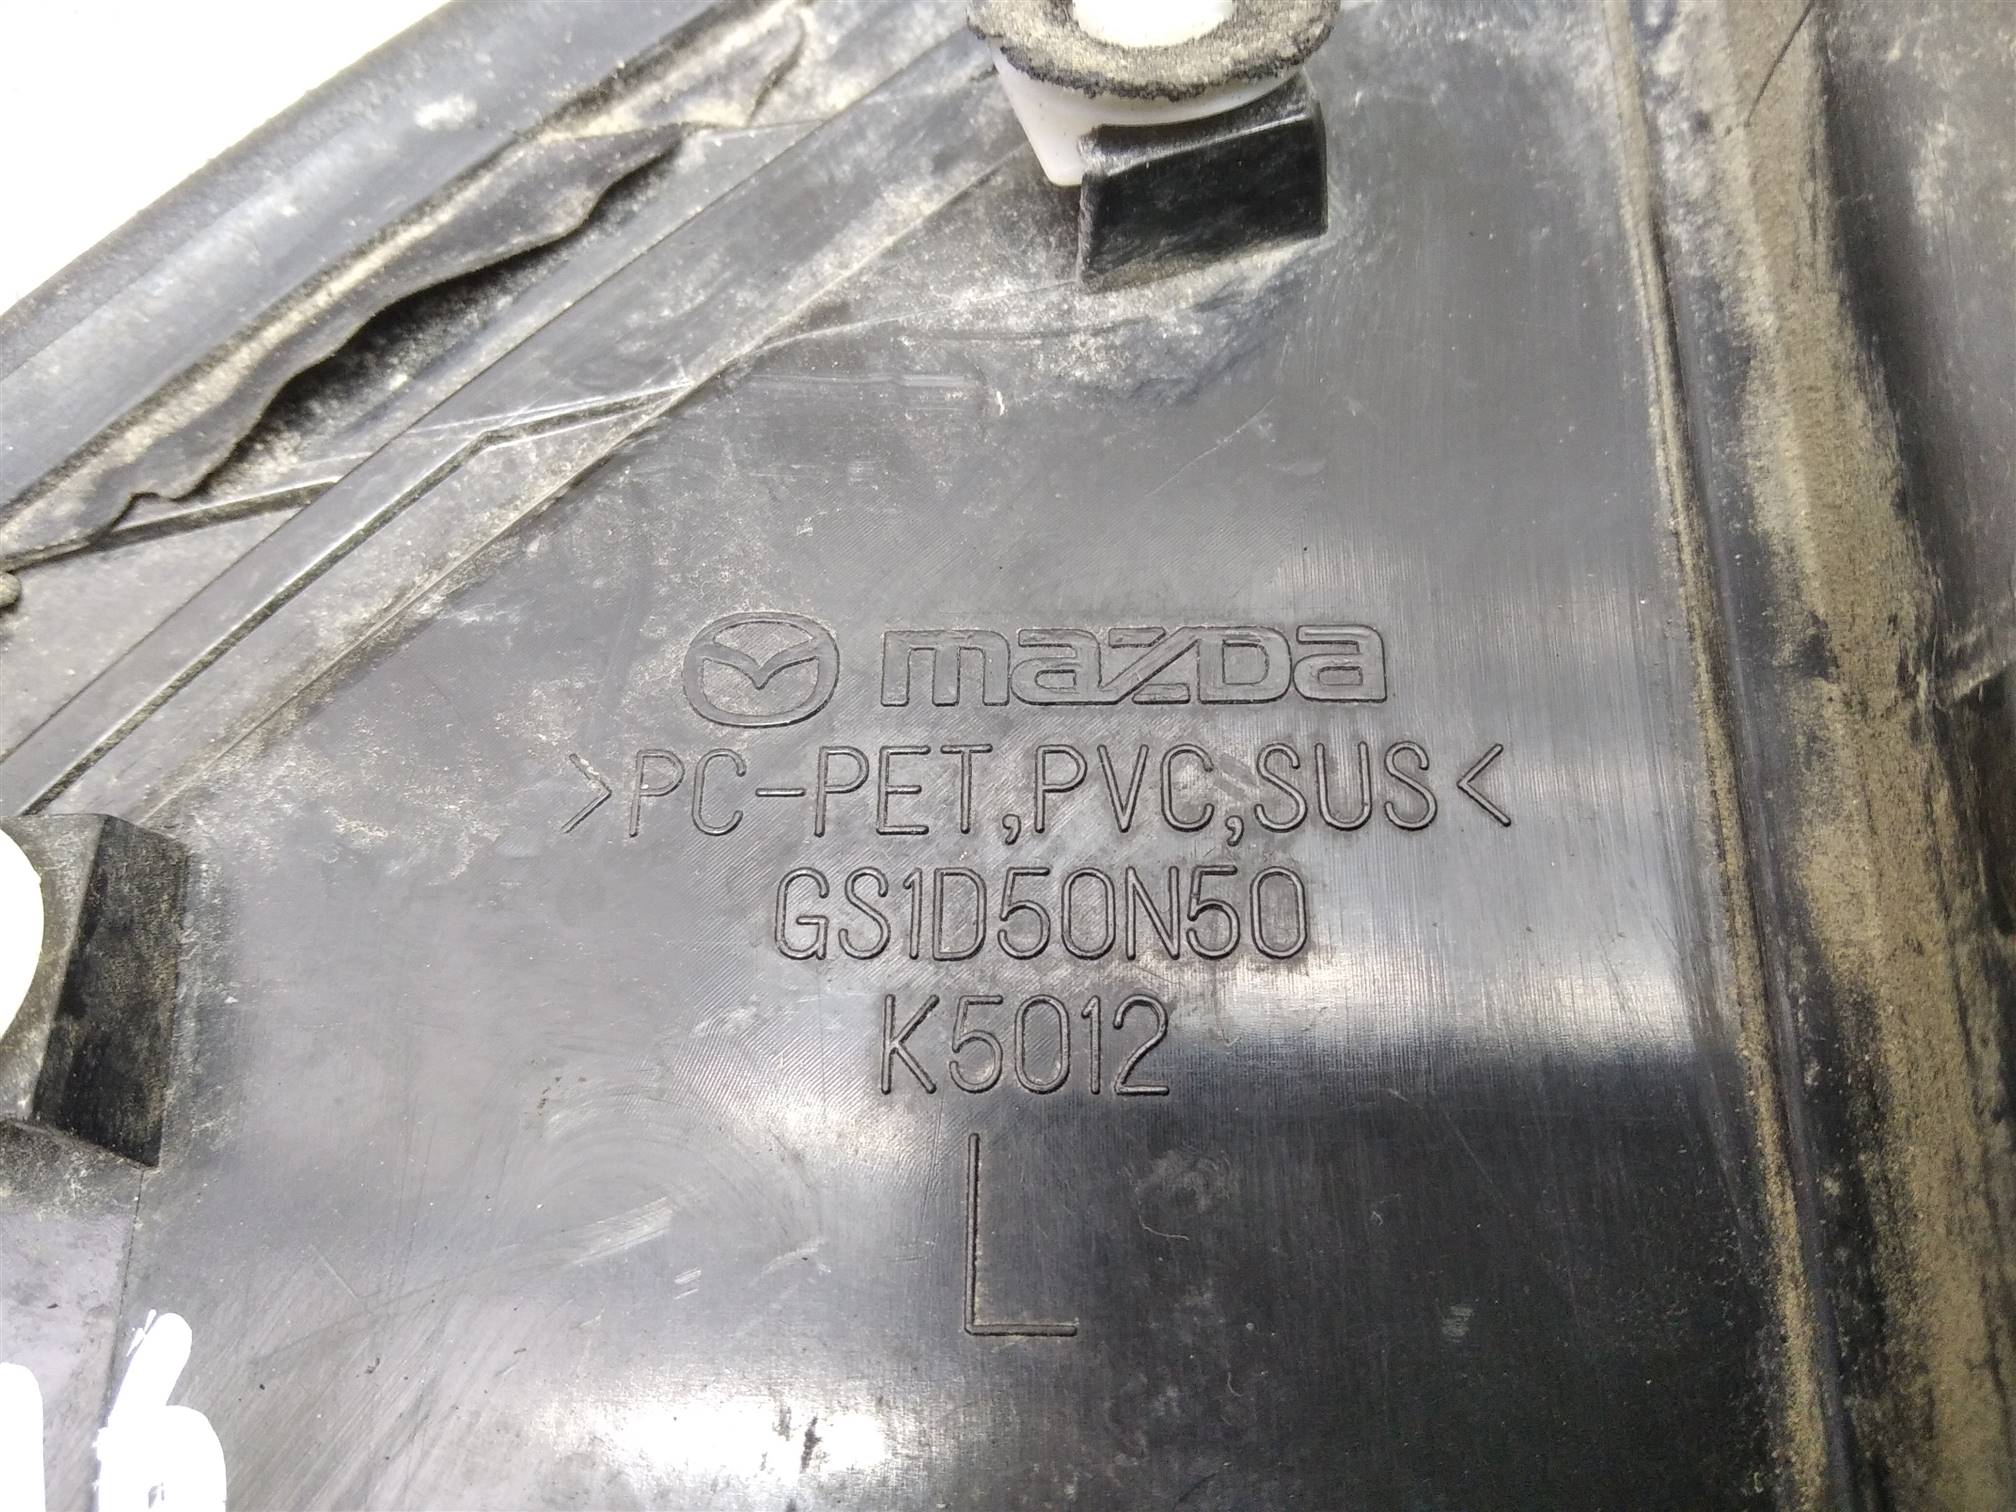 mazda
>PC-PET,PVC,SUS<
GS1D50N50
K5012
L